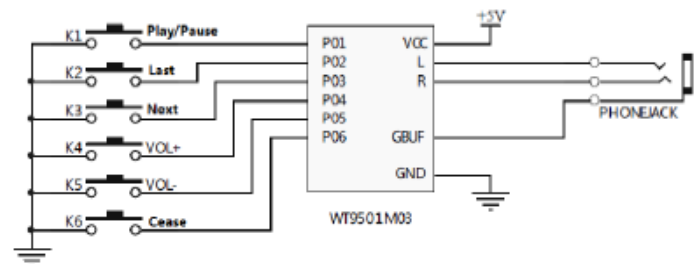 +5V
K1 Play/Pause
P01 VCC
K2 Last
P02 L
P03 R
K3 Next
P04
PHONEJACK
P05
K4 VOL+
P06 GBUF
K5 VOL-
GND
K6 Cease
WT9501M03